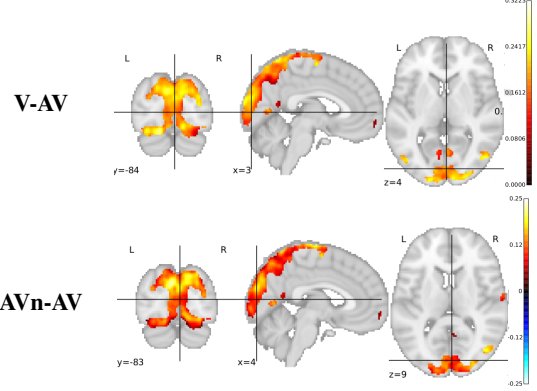 V-AV
L
R
L
R
y=-84
x=3
z=4
0.
0.3223
0.2417
0.1612
0.0806
0.0000
AVn-AV
L
R
L
R
y=-83
x=4
z=9
0.25
0.12
0
-0.12
-0.25